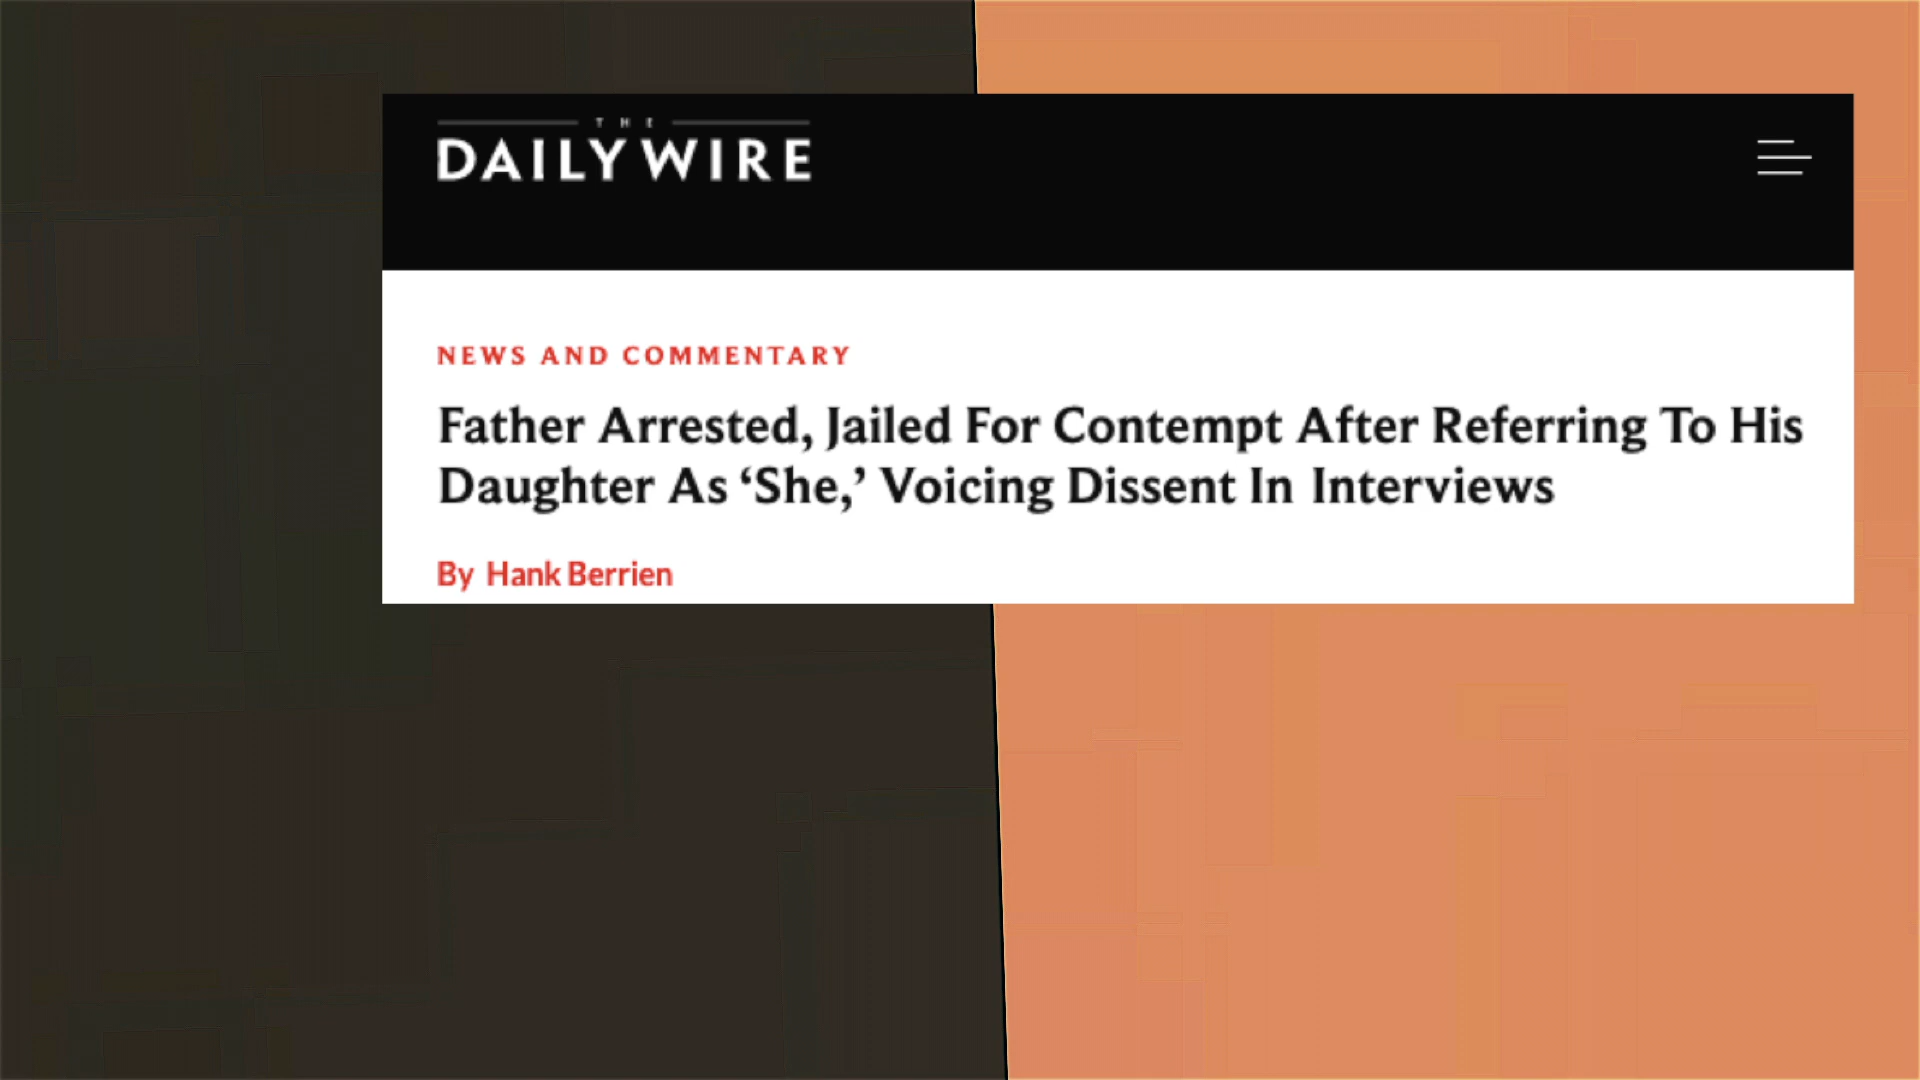 THE
DAILY WIRE
NEWS AND COMMENTARY
Father Arrested, Jailed For Contempt After Referring To His
Daughter As ‘She,’ Voicing Dissent In Interviews
By Hank Berrien